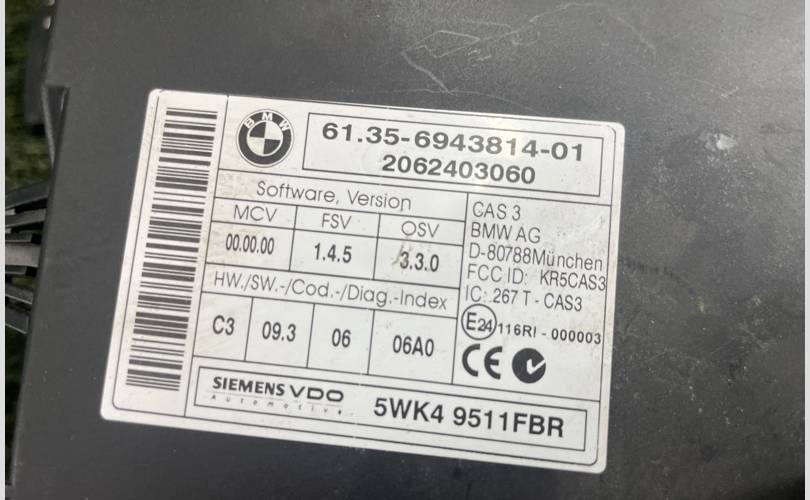 BMW
61.35-6943814-01
2062403060
Software, Version
MCV FSV OSV
00.00.00 1.4.5 3.3.0
HW./SW.-/Cod.-/Diag.-Index
C3 09.3 06 06A0
CAS 3
BMW AG
D-80788München
FCC ID: KR5CAS3
IC: 267 T - CAS3
E24 116RI - 000003
CE
SIEMENS VDO
Automotive
5WK4 9511FBR